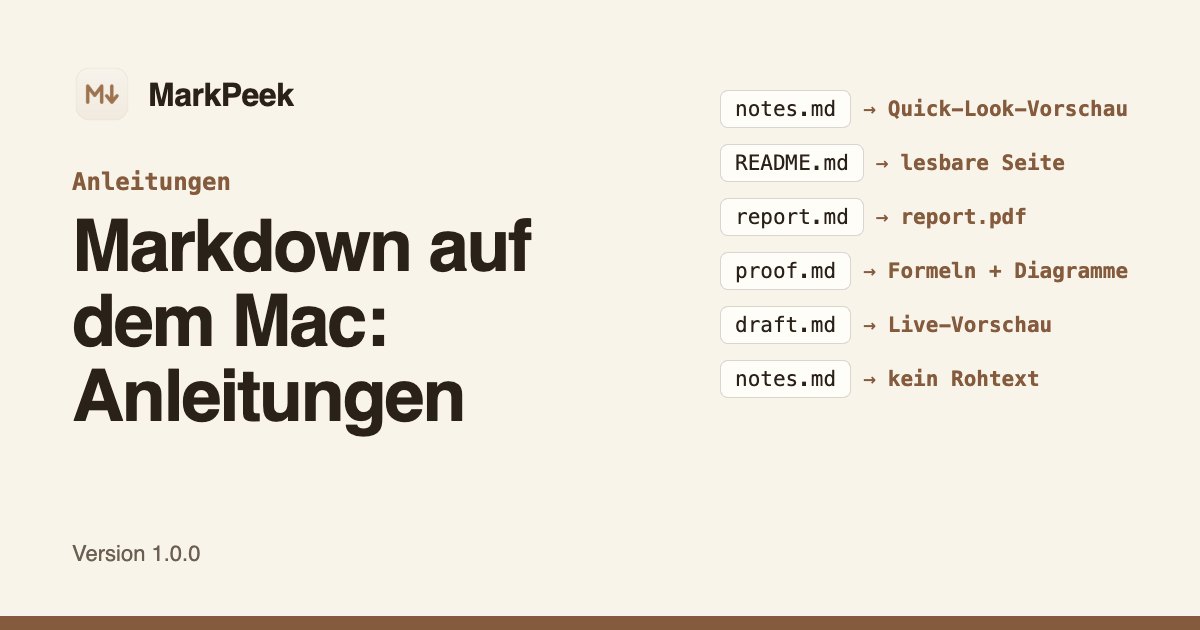 M↓ MarkPeek
Anleitungen
Markdown auf
dem Mac:
Anleitungen
Version 1.0.0
notes.md → Quick-Look-Vorschau
README.md → lesbare Seite
report.md → report.pdf
proof.md → Formeln + Diagramme
draft.md → Live-Vorschau
notes.md → kein Rohtext